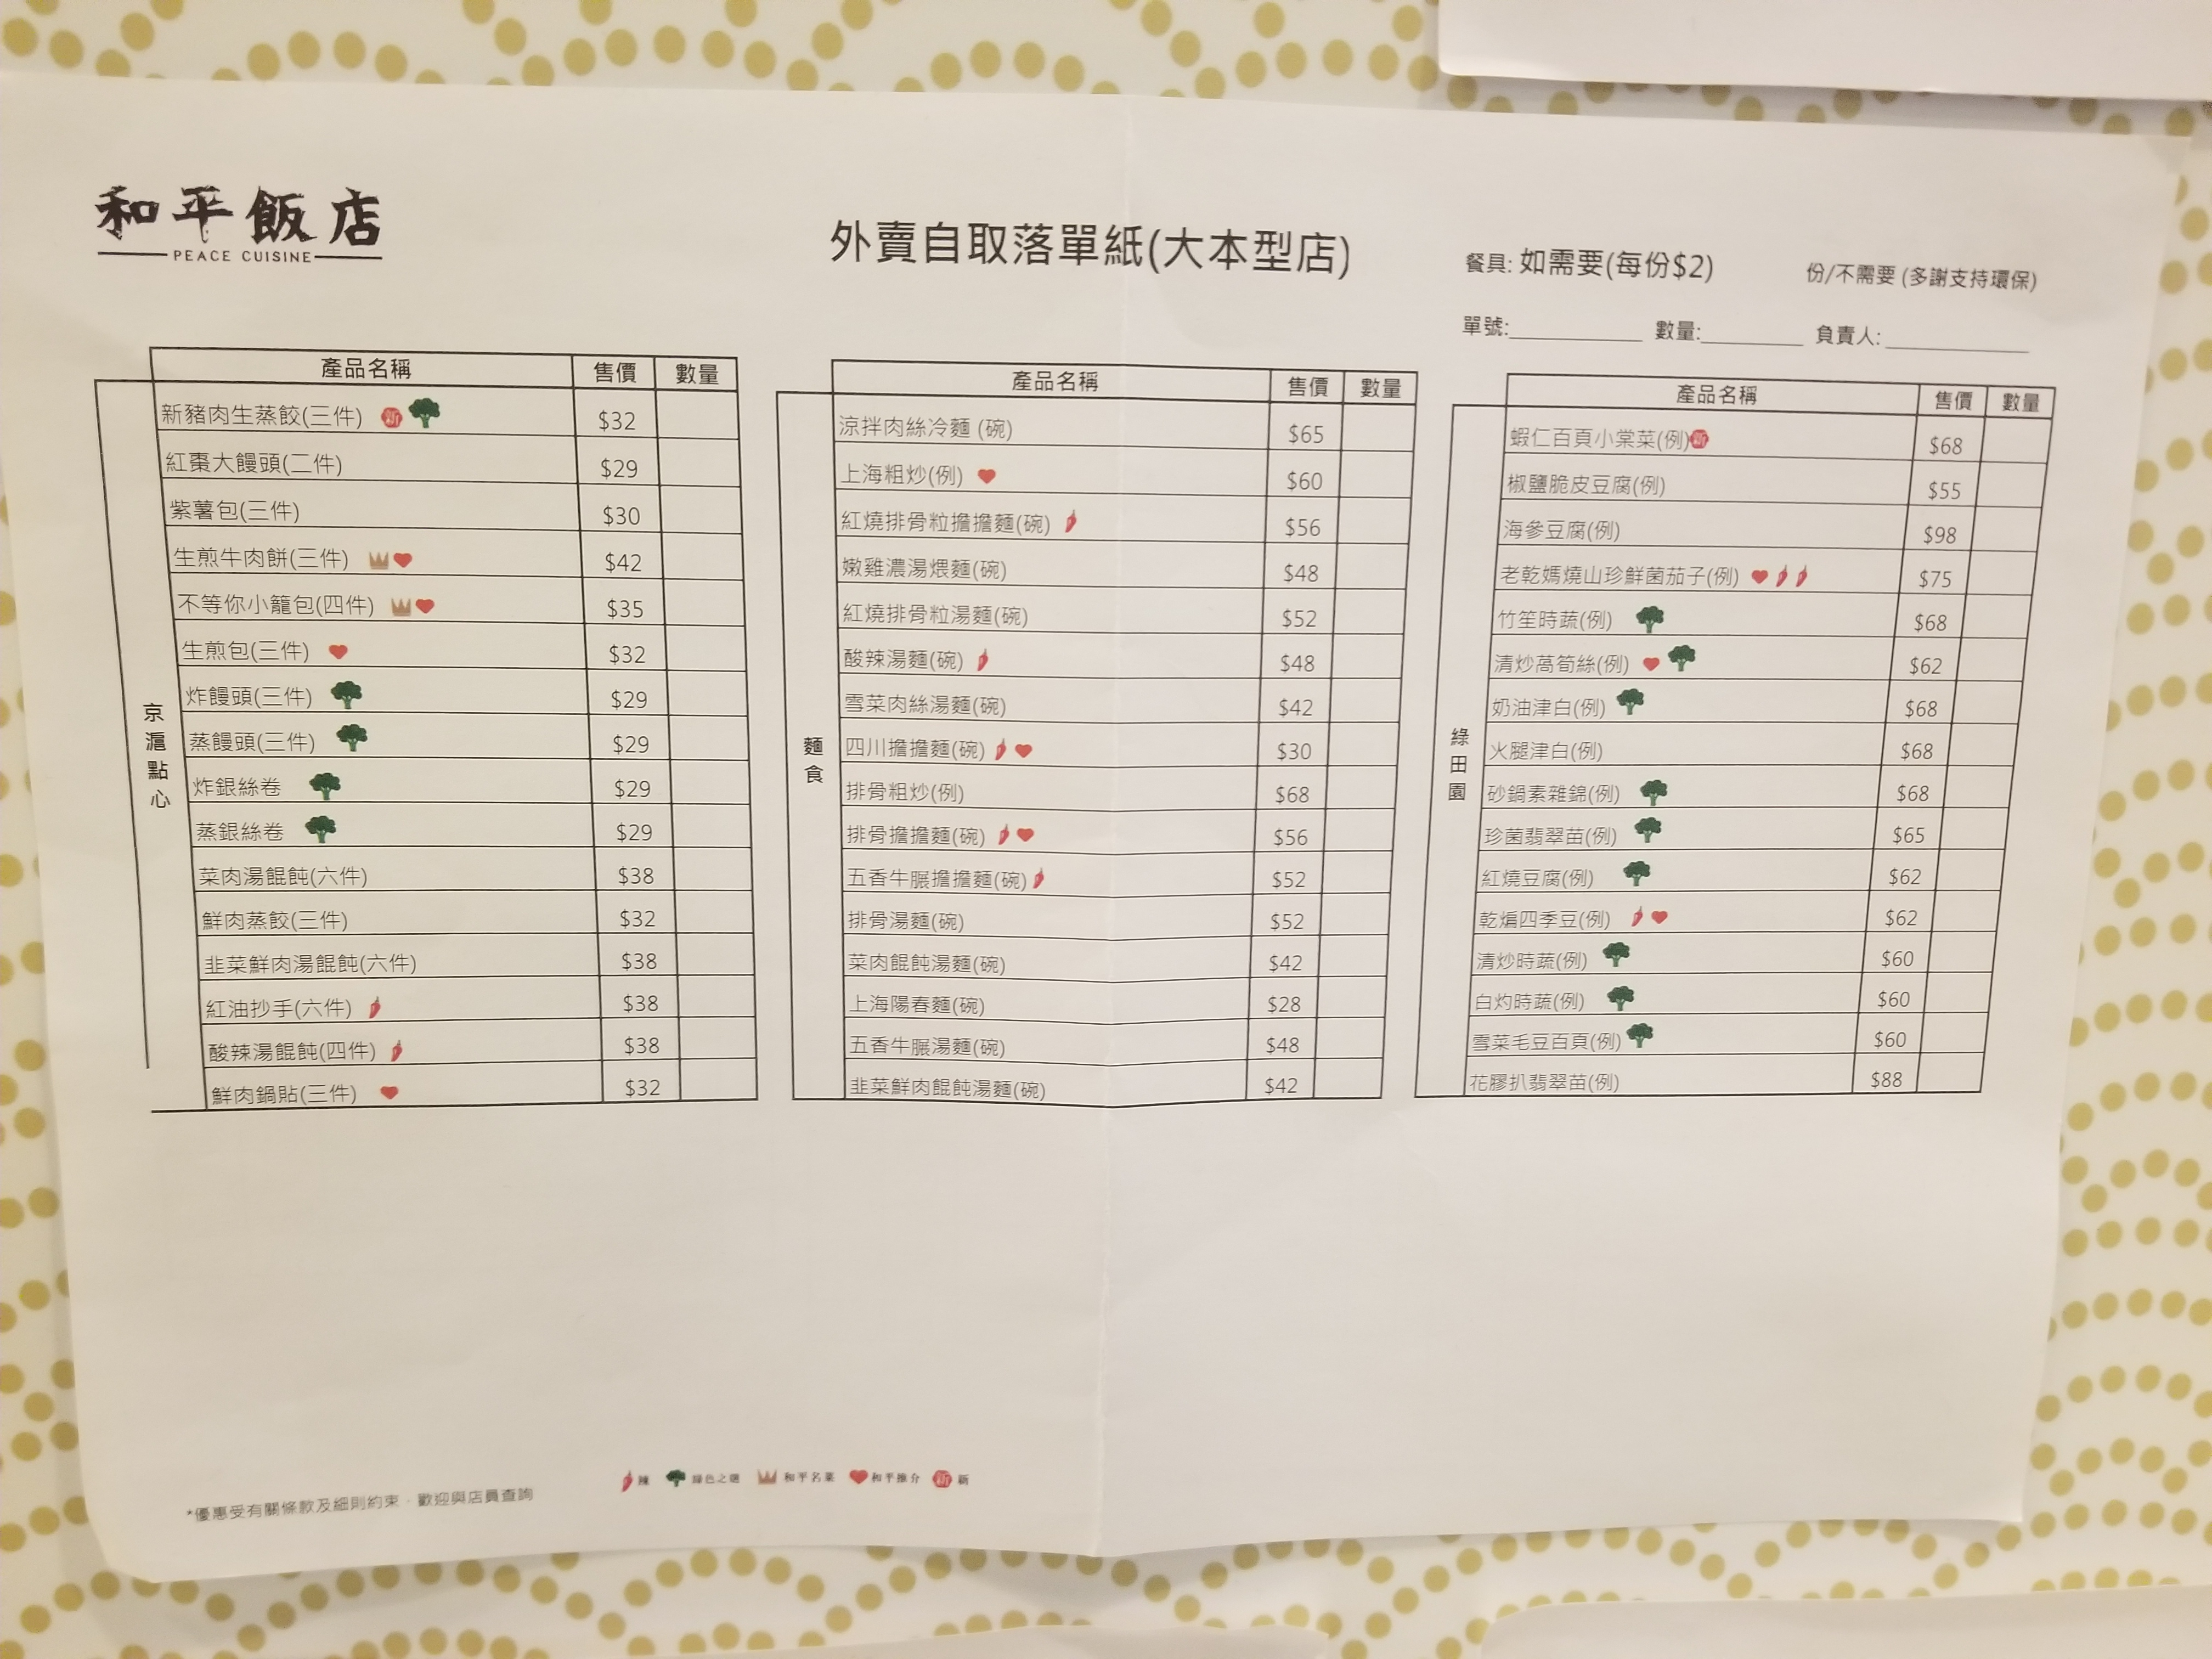 和平飯店
PEACE CUISINE
外賣自取落單紙(大本型店)
餐具: 如需要(每份$2) 份/不需要 (多謝支持環保)
單號:________ 數量:________ 負責人:________
產品名稱 售價 數量
京滬點心
新豬肉生蒸餃(三件) 新 $32
紅棗大饅頭(二件) $29
紫薯包(三件) $30
生煎牛肉餅(三件) $42
不等你小籠包(四件) $35
生煎包(三件) $32
炸饅頭(三件) $29
蒸饅頭(三件) $29
炸銀絲卷 $29
蒸銀絲卷 $29
菜肉湯餛飩(六件) $38
鮮肉蒸餃(三件) $32
韭菜鮮肉湯餛飩(六件) $38
紅油抄手(六件) $38
酸辣湯餛飩(四件) $38
鮮肉鍋貼(三件) $32
產品名稱 售價 數量
麵食
涼拌肉絲冷麵 (碗) $65
上海粗炒(例) $60
紅燒排骨粒擔擔麵(碗) $56
嫩雞濃湯煨麵(碗) $48
紅燒排骨粒湯麵(碗) $52
酸辣湯麵(碗) $48
雪菜肉絲湯麵(碗) $42
四川擔擔麵(碗) $30
排骨粗炒(例) $68
排骨擔擔麵(碗) $56
五香牛𦟌擔擔麵(碗) $52
排骨湯麵(碗) $52
菜肉餛飩湯麵(碗) $42
上海陽春麵(碗) $28
五香牛𦟌湯麵(碗) $48
韭菜鮮肉餛飩湯麵(碗) $42
產品名稱 售價 數量
綠田園
蝦仁百頁小棠菜(例) 新 $68
椒鹽脆皮豆腐(例) $55
海參豆腐(例) $98
老乾媽燒山珍鮮菌茄子(例) $75
竹笙時蔬(例) $68
清炒萵筍絲(例) $62
奶油津白(例) $68
火腿津白(例) $68
砂鍋素雜錦(例) $68
珍菌翡翠苗(例) $65
紅燒豆腐(例) $62
乾煸四季豆(例) $62
清炒時蔬(例) $60
白灼時蔬(例) $60
雪菜毛豆百頁(例) $60
花膠扒翡翠苗(例) $88
辣 綠色之選 和平名菜 和平推介 新 新
*優惠受有關條款及細則約束，歡迎與店員查詢